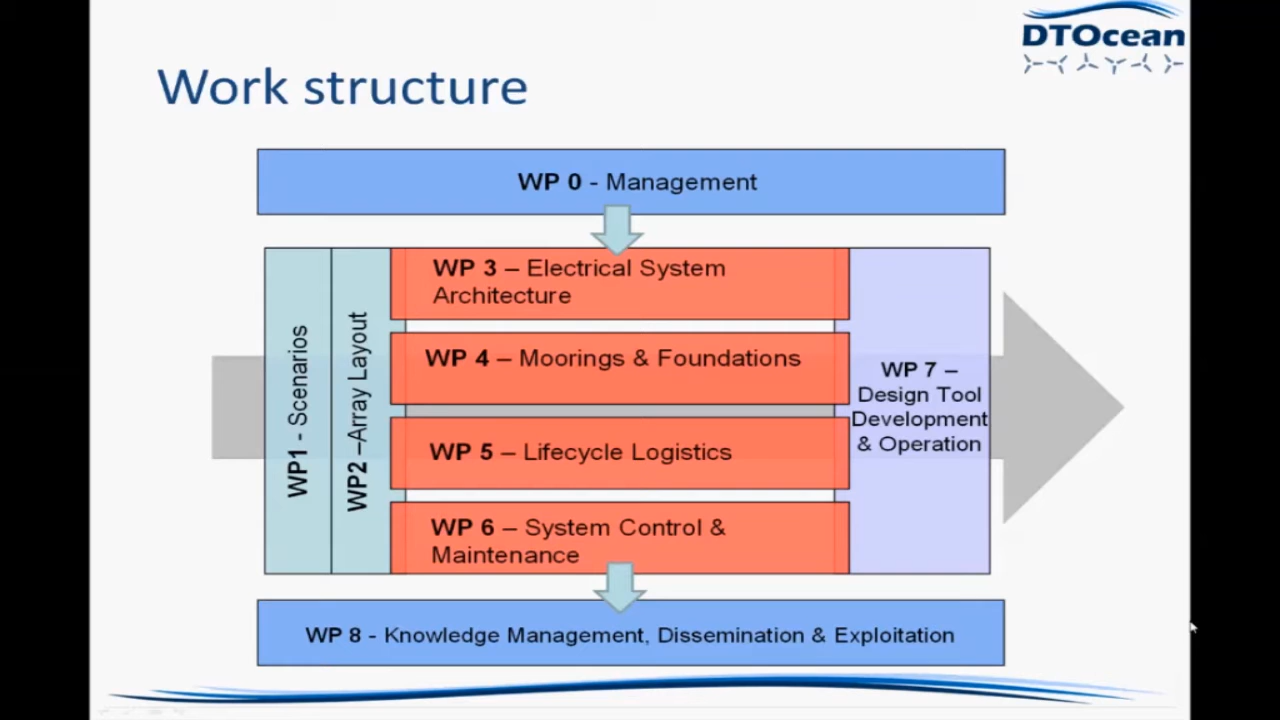 DTOcean
Work structure
WP 0 - Management
WP1 - Scenarios
WP2 –Array Layout
WP 3 – Electrical System
Architecture
WP 4 – Moorings & Foundations
WP 5 – Lifecycle Logistics
WP 6 – System Control &
Maintenance
WP 7 –
Design Tool
Development
& Operation
WP 8 - Knowledge Management, Dissemination & Exploitation